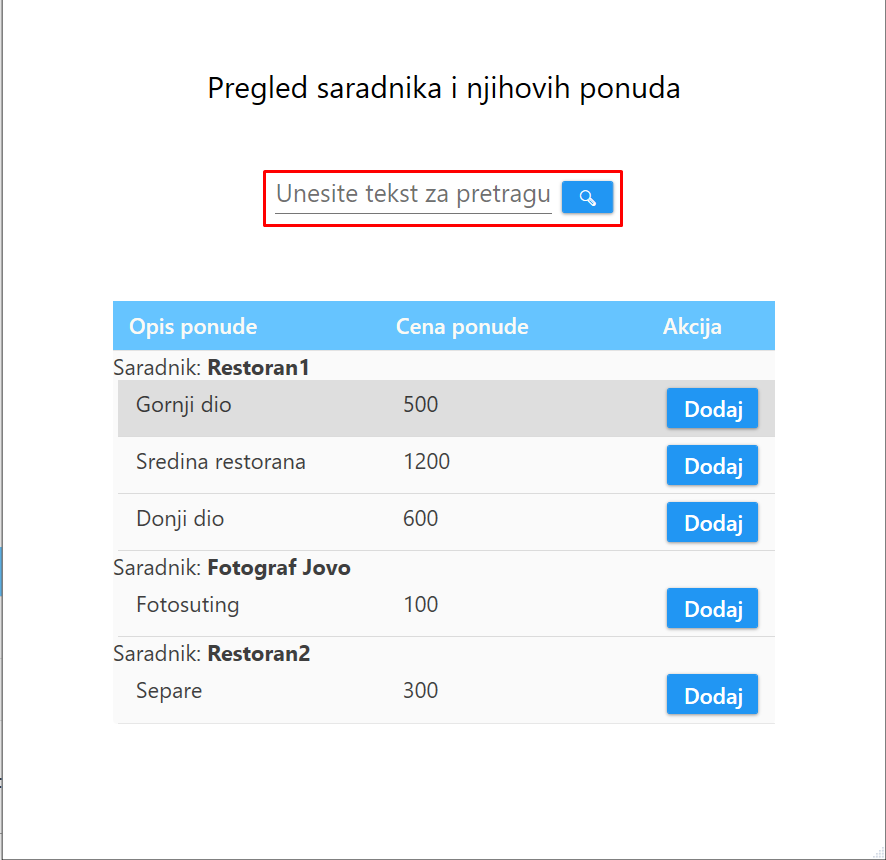 Pregled saradnika i njihovih ponuda
Unesite tekst za pretragu
Opis ponude Cena ponude Akcija
Saradnik: Restoran1
Gornji dio 500 Dodaj
Sredina restorana 1200 Dodaj
Donji dio 600 Dodaj
Saradnik: Fotograf Jovo
Fotosuting 100 Dodaj
Saradnik: Restoran2
Separe 300 Dodaj